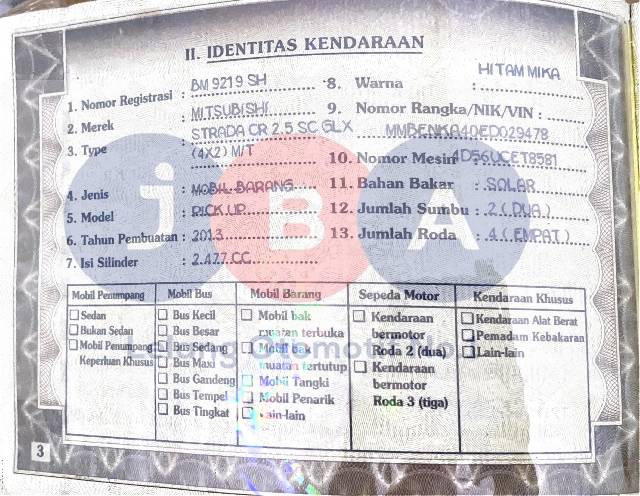 II. IDENTITAS KENDARAAN
1. Nomor Registrasi : BM 9219 SH
2. Merek : MITSUBISHI
3. Type : STRADA CR 2.5 SC GLX
(4X2) M/T
4. Jenis : MOBIL BARANG
5. Model : PICK UP
6. Tahun Pembuatan : 2013
7. Isi Silinder : 2.477 CC
8. Warna : HITAM MIKA
9. Nomor Rangka/NIK/VIN :
MMBENKA4DED029478
10. Nomor Mesin 4D56UCET8581
11. Bahan Bakar : SOLAR
12. Jumlah Sumbu : 2 (DUA)
13. Jumlah Roda : 4 (EMPAT)
Mobil Penumpang
Sedan
Bukan Sedan
Mobil Penumpang
Keperluan Khusus
Mobil Bus
Bus Kecil
Bus Besar
Bus Sedang
Bus Maxi
Bus Gandeng
Bus Tempel
Bus Tingkat
Mobil Barang
Mobil bak
muatan terbuka
Mobil bak
muatan tertutup
Mobil Tangki
Mobil Penarik
Lain-lain
Sepeda Motor
Kendaraan
bermotor
Roda 2 (dua)
Kendaraan
bermotor
Roda 3 (tiga)
Kendaraan Khusus
Kendaraan Alat Berat
Pemadam Kebakaran
Lain-lain
3
JBA